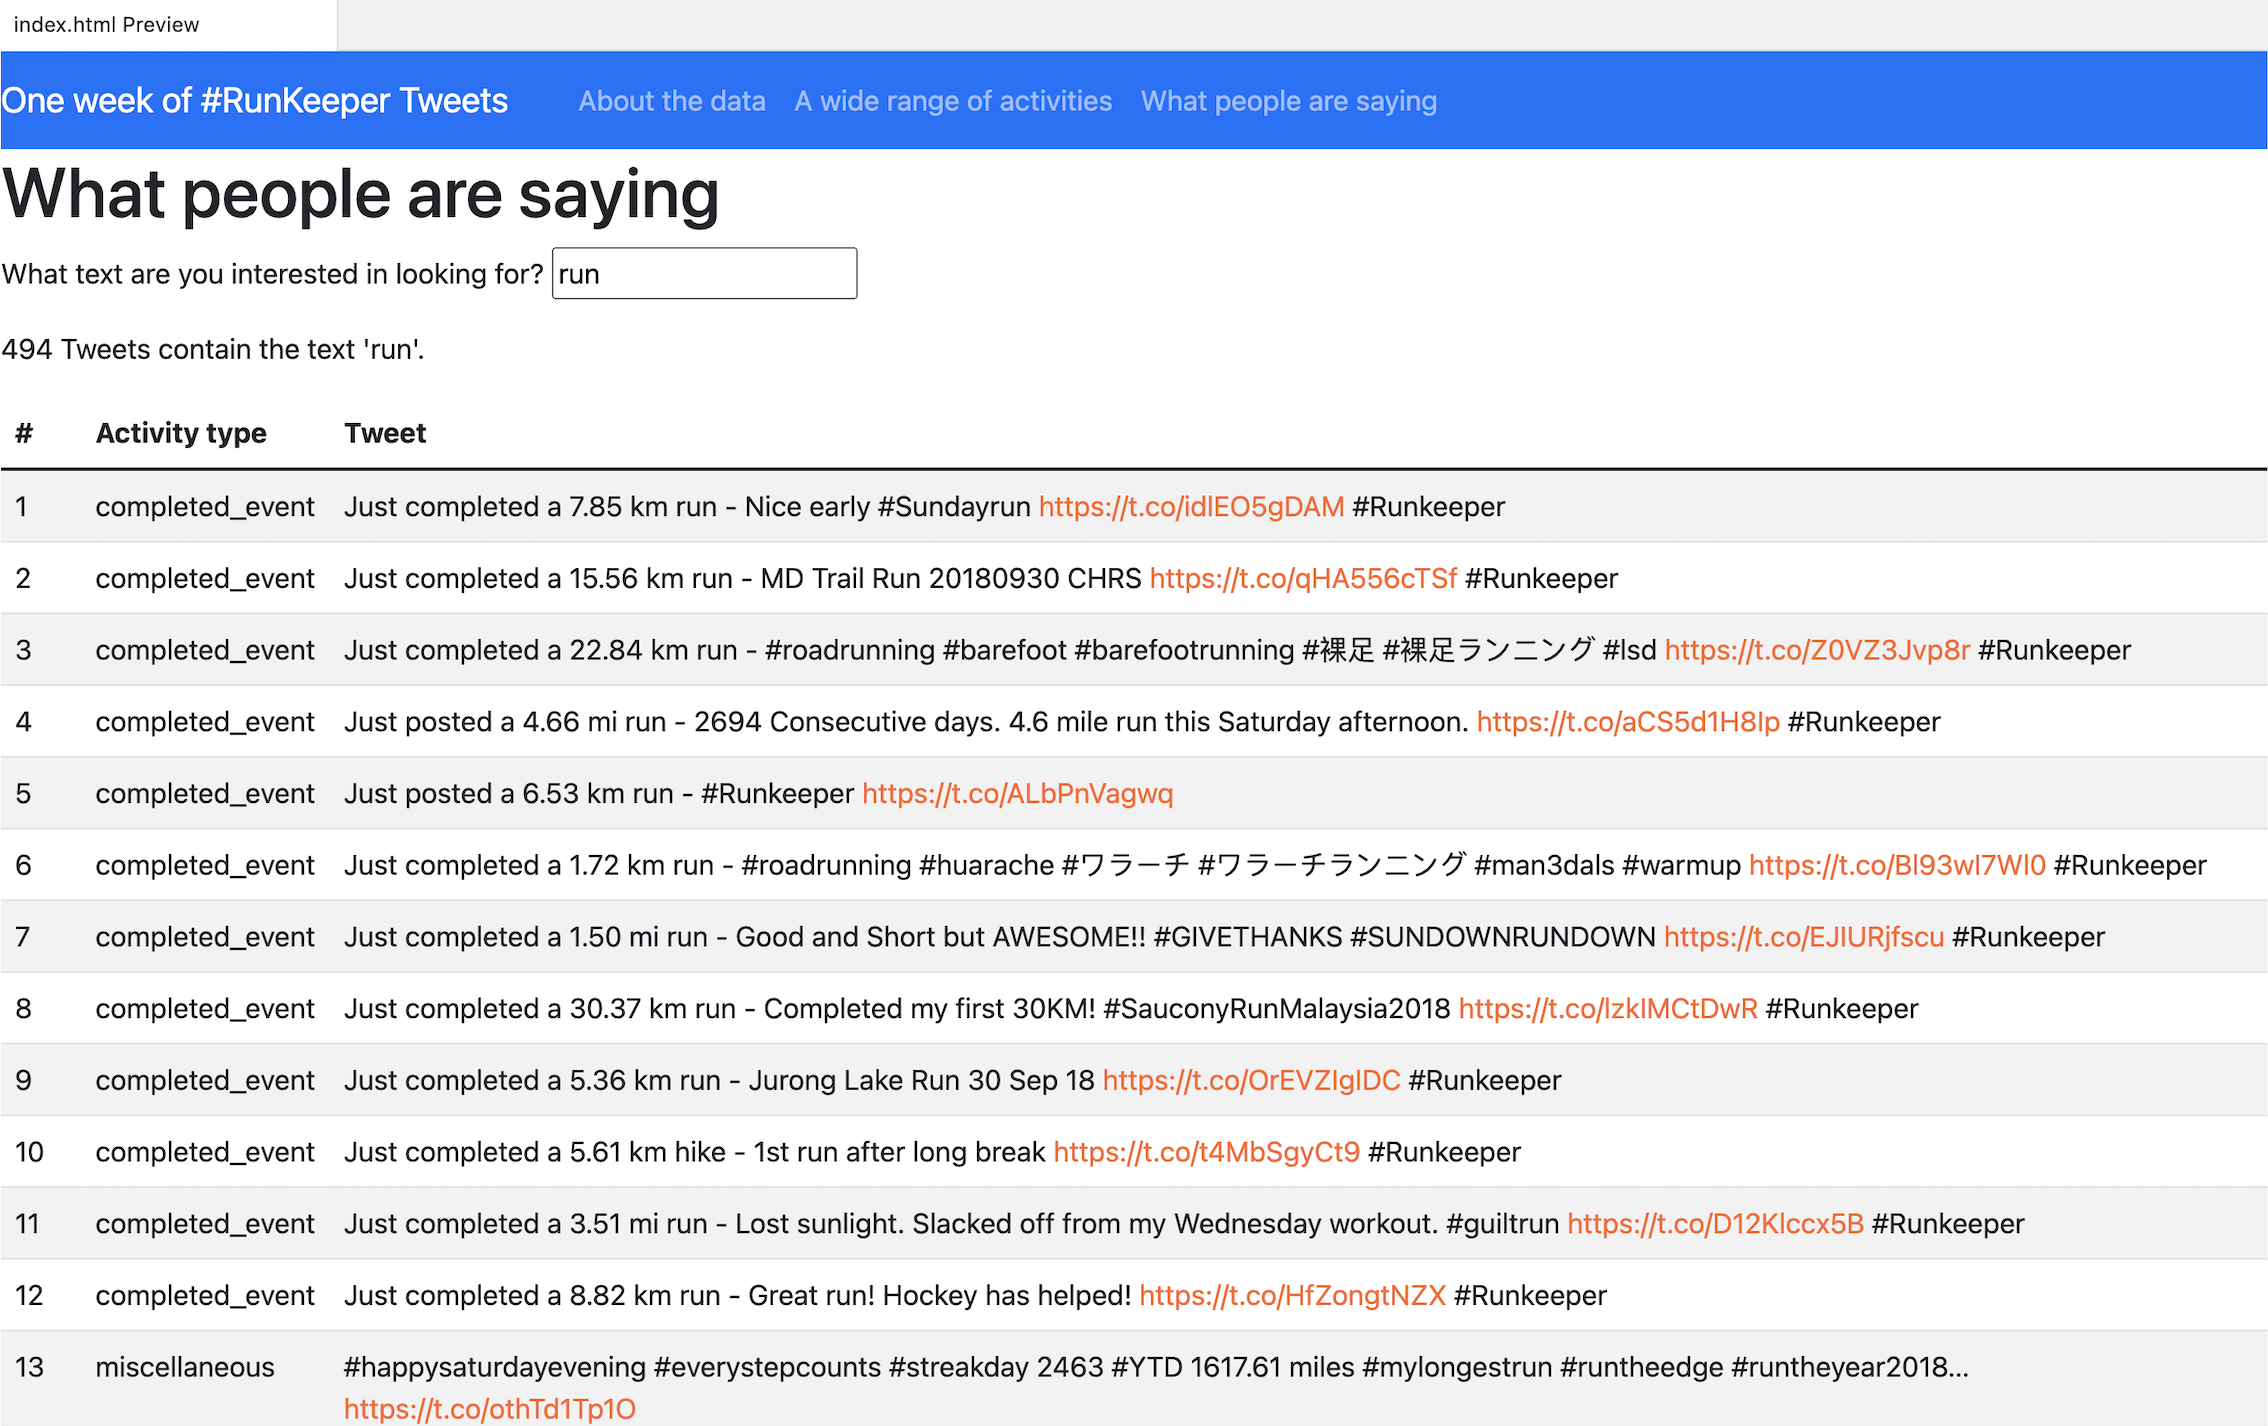 index.html Preview
One week of #RunKeeper Tweets About the data A wide range of activities What people are saying
What people are saying
What text are you interested in looking for? run
494 Tweets contain the text 'run'.
# Activity type Tweet
1 completed_event Just completed a 7.85 km run - Nice early #Sundayrun https://t.co/idlEO5gDAM #Runkeeper
2 completed_event Just completed a 15.56 km run - MD Trail Run 20180930 CHRS https://t.co/qHA556cTSf #Runkeeper
3 completed_event Just completed a 22.84 km run - #roadrunning #barefoot #barefootrunning #裸足 #裸足ランニング #lsd https://t.co/Z0VZ3Jvp8r #Runkeeper
4 completed_event Just posted a 4.66 mi run - 2694 Consecutive days. 4.6 mile run this Saturday afternoon. https://t.co/aCS5d1H8lp #Runkeeper
5 completed_event Just posted a 6.53 km run - #Runkeeper https://t.co/ALbPnVagwq
6 completed_event Just completed a 1.72 km run - #roadrunning #huarache #ワラーチ #ワラーチランニング #man3dals #warmup https://t.co/Bl93wI7Wl0 #Runkeeper
7 completed_event Just completed a 1.50 mi run - Good and Short but AWESOME!! #GIVETHANKS #SUNDOWNRUNDOWN https://t.co/EJIURjfscu #Runkeeper
8 completed_event Just completed a 30.37 km run - Completed my first 30KM! #SauconyRunMalaysia2018 https://t.co/lzklMCtDwR #Runkeeper
9 completed_event Just completed a 5.36 km run - Jurong Lake Run 30 Sep 18 https://t.co/OrEVZIglDC #Runkeeper
10 completed_event Just completed a 5.61 km hike - 1st run after long break https://t.co/t4MbSgyCt9 #Runkeeper
11 completed_event Just completed a 3.51 mi run - Lost sunlight. Slacked off from my Wednesday workout. #guiltrun https://t.co/D12Klccx5B #Runkeeper
12 completed_event Just completed a 8.82 km run - Great run! Hockey has helped! https://t.co/HfZongtNZX #Runkeeper
13 miscellaneous #happysaturdayevening #everystepcounts #streakday 2463 #YTD 1617.61 miles #mylongestrun #runtheedge #runtheyear2018…
https://t.co/othTd1Tp1O